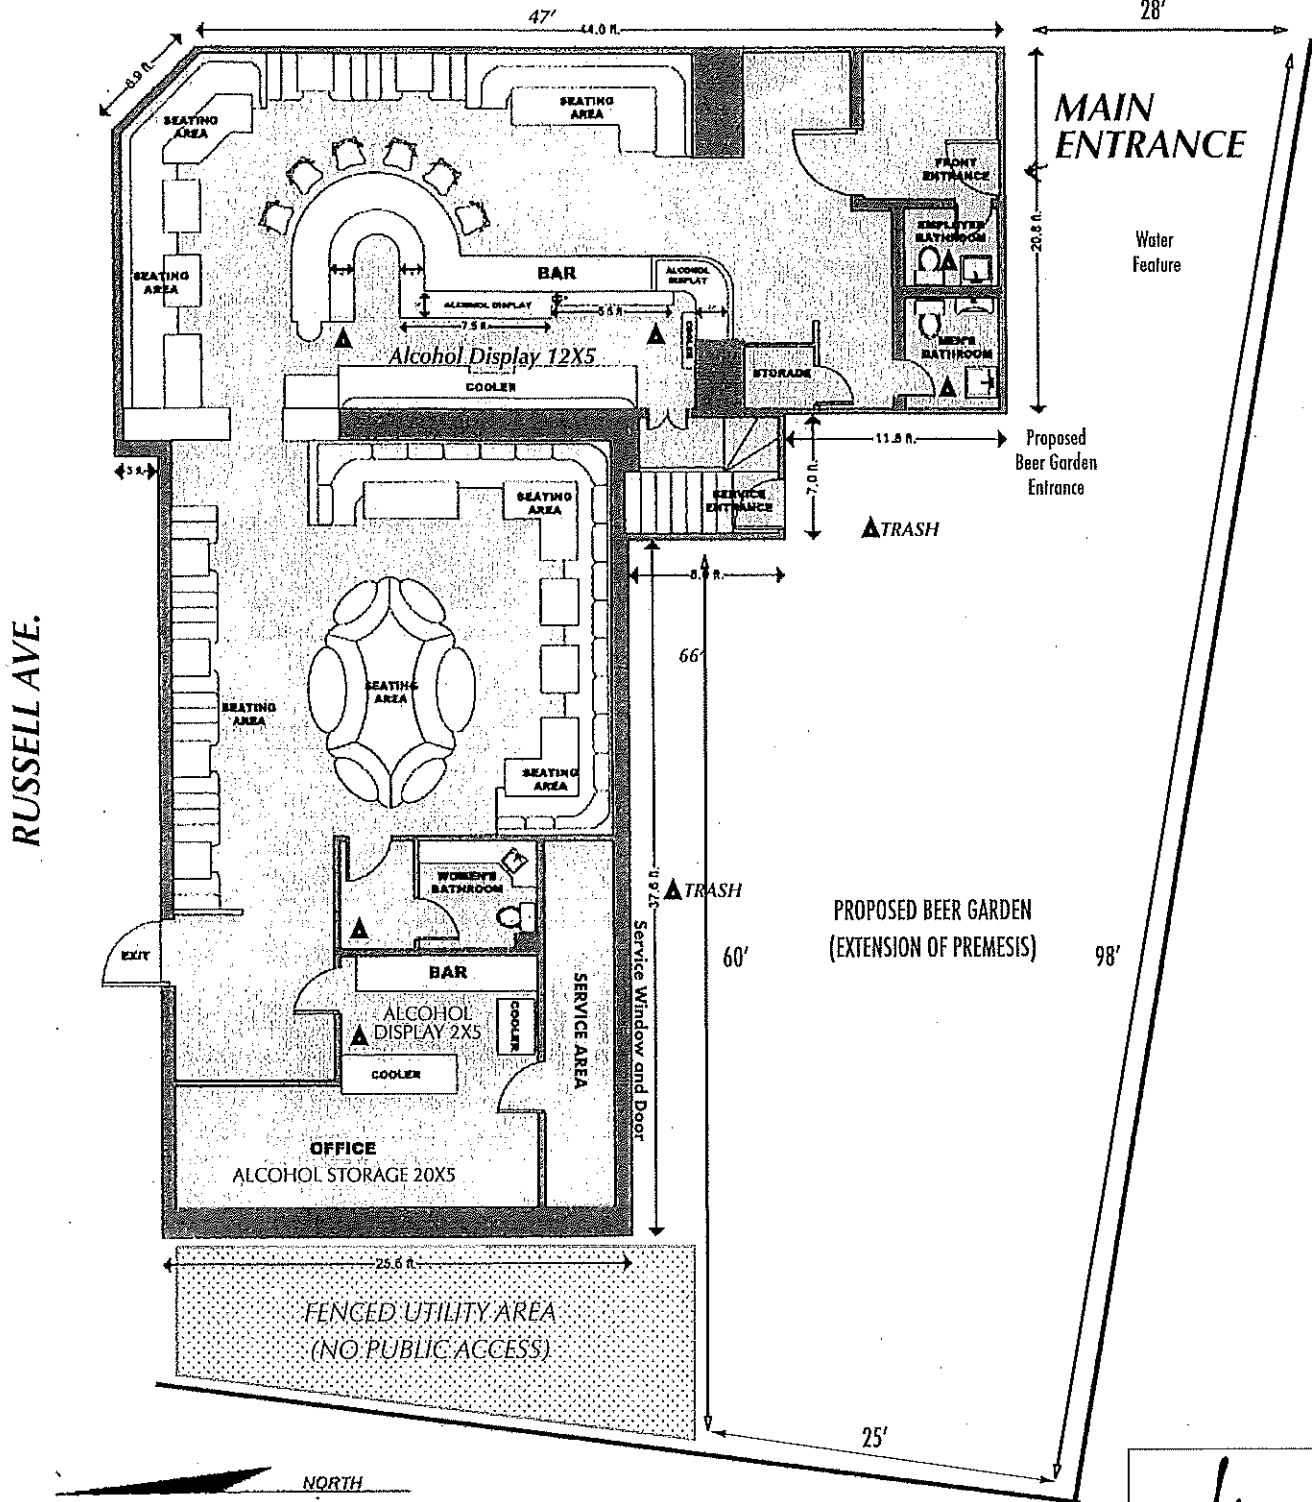 47'
44.0 ft.
28'
8.9 ft.
MAIN
ENTRANCE
SEATING
AREA
SEATING
AREA
FRONT
ENTRANCE
EMPLOYEE
BATHROOM
20.8 ft.
Water
Feature
SEATING
AREA
BAR
ALCOHOL
DISPLAY
ALCOHOL DISPLAY
7.5 ft.
5.5 ft.
COOLER
MEN'S
BATHROOM
Alcohol Display 12X5
COOLER
STORAGE
11.8 ft.
3 ft.
7.0 ft.
Proposed
Beer Garden
Entrance
SEATING
AREA
SERVICE
ENTRANCE
TRASH
RUSSELL AVE.
66'
SEATING
AREA
SEATING
AREA
SEATING
AREA
WOMEN'S
BATHROOM
37.6 ft.
TRASH
PROPOSED BEER GARDEN
(EXTENSION OF PREMESIS)
EXIT
60'
98'
BAR
ALCOHOL
DISPLAY 2X5
COOLER
COOLER
SERVICE AREA
Service Window and Door
OFFICE
ALCOHOL STORAGE 20X5
25.6 ft.
FENCED UTILITY AREA
(NO PUBLIC ACCESS)
25'
NORTH